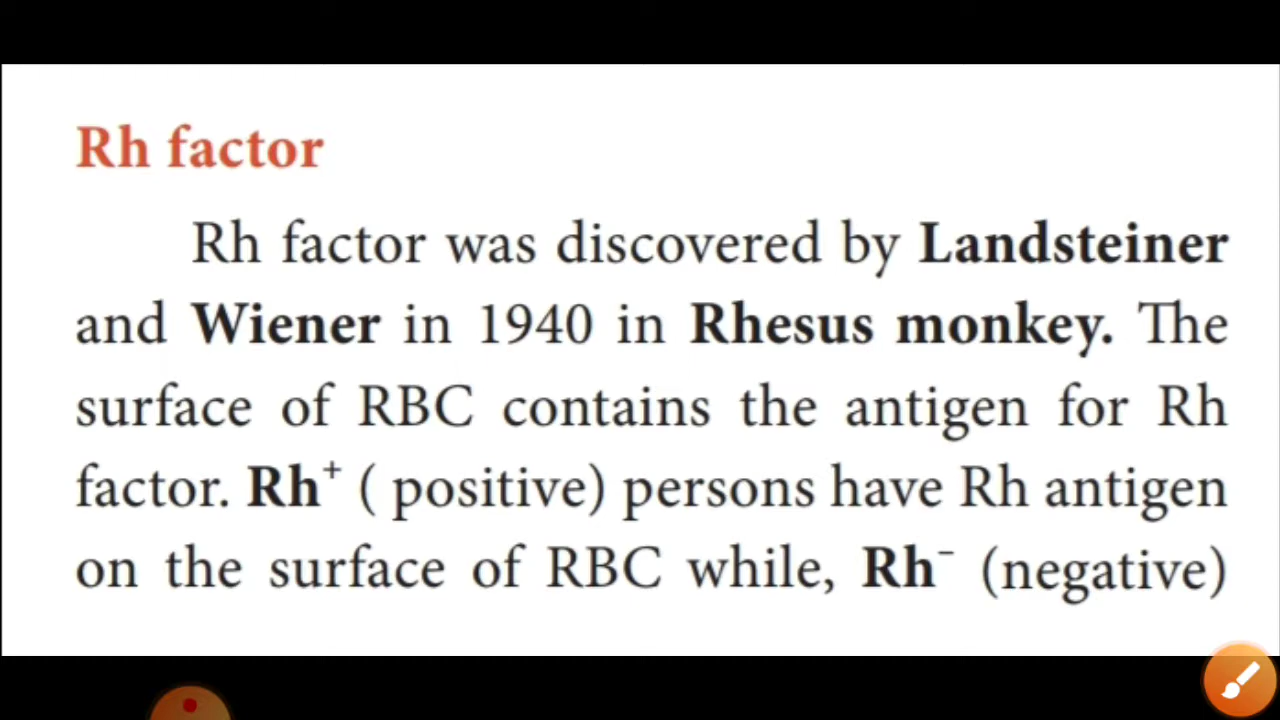 Rh factor
Rh factor was discovered by Landsteiner
and Wiener in 1940 in Rhesus monkey. The
surface of RBC contains the antigen for Rh
factor. Rh⁺ ( positive) persons have Rh antigen
on the surface of RBC while, Rh⁻ (negative)